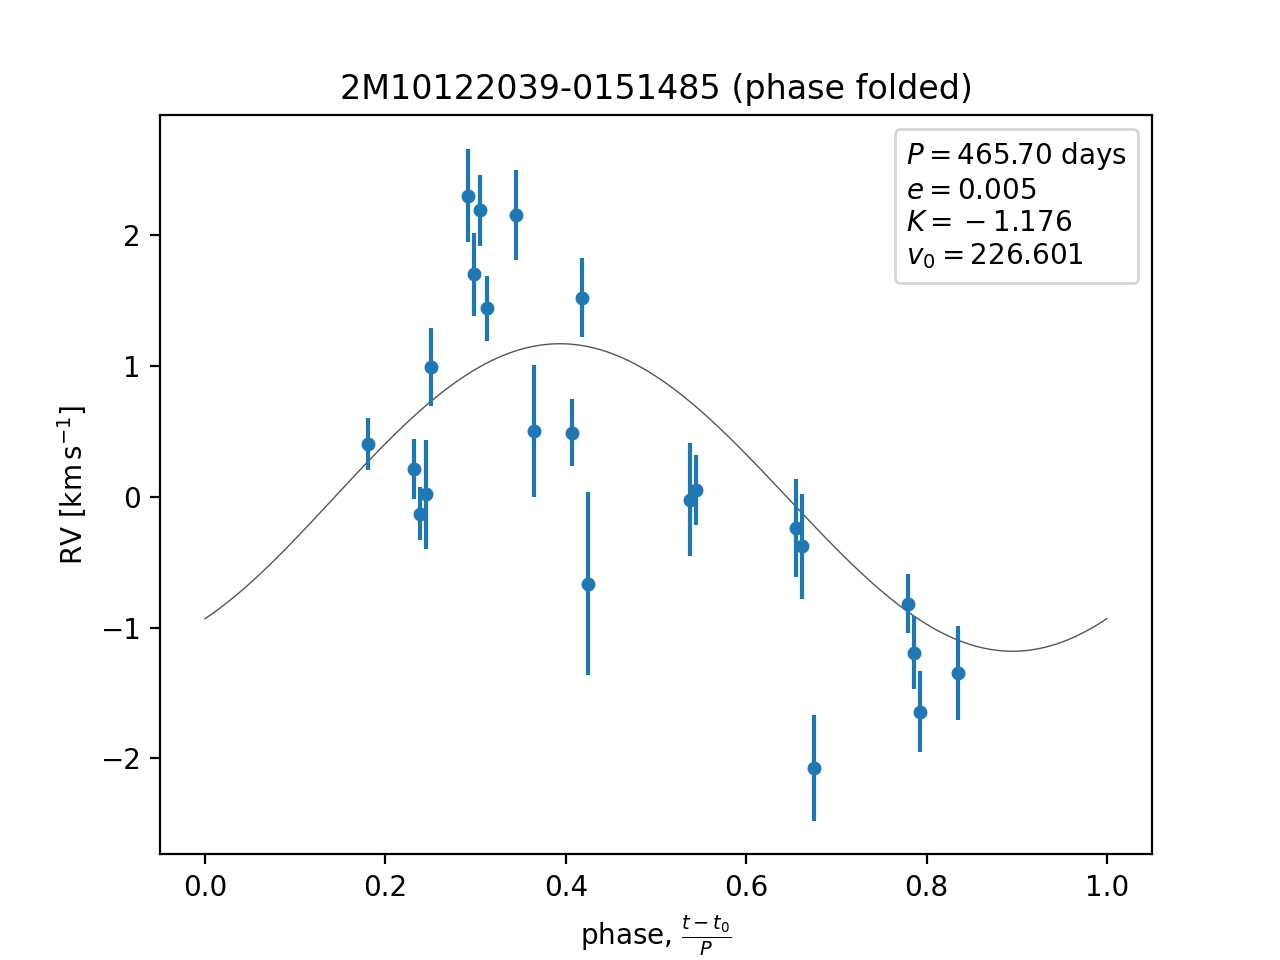 2M10122039-0151485 (phase folded)
P = 465.70 days
e = 0.005
K = −1.176
v₀ = 226.601
RV [km s⁻¹]
2
1
0
−1
−2
0.0 0.2 0.4 0.6 0.8 1.0
phase, (t − t₀)/P